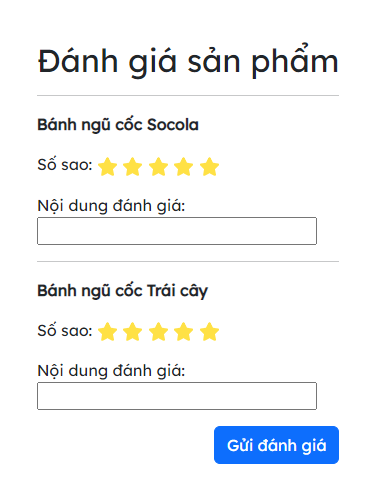 Đánh giá sản phẩm
Bánh ngũ cốc Socola
Số sao:
Nội dung đánh giá:
Bánh ngũ cốc Trái cây
Số sao:
Nội dung đánh giá:
Gửi đánh giá